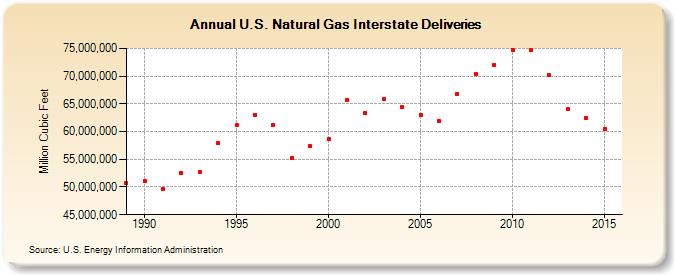 Annual U.S. Natural Gas Interstate Deliveries
Million Cubic Feet
75,000,000
70,000,000
65,000,000
60,000,000
55,000,000
50,000,000
45,000,000
1990 1995 2000 2005 2010 2015
Source: U.S. Energy Information Administration